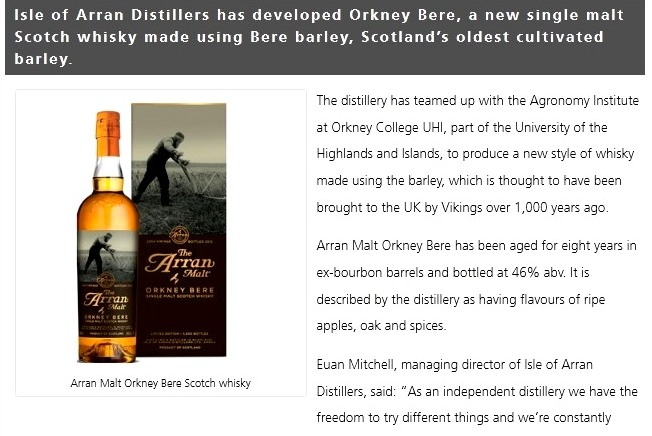 Isle of Arran Distillers has developed Orkney Bere, a new single malt
Scotch whisky made using Bere barley, Scotland's oldest cultivated
barley.
The
Arran
Malt
ORKNEY BERE
SINGLE MALT SCOTCH WHISKY
The
Arran
Malt
ORKNEY BERE
SINGLE MALT SCOTCH WHISKY
Arran Malt Orkney Bere Scotch whisky
The distillery has teamed up with the Agronomy Institute
at Orkney College UHI, part of the University of the
Highlands and Islands, to produce a new style of whisky
made using the barley, which is thought to have been
brought to the UK by Vikings over 1,000 years ago.
Arran Malt Orkney Bere has been aged for eight years in
ex-bourbon barrels and bottled at 46% abv. It is
described by the distillery as having flavours of ripe
apples, oak and spices.
Euan Mitchell, managing director of Isle of Arran
Distillers, said: “As an independent distillery we have the
freedom to try different things and we’re constantly